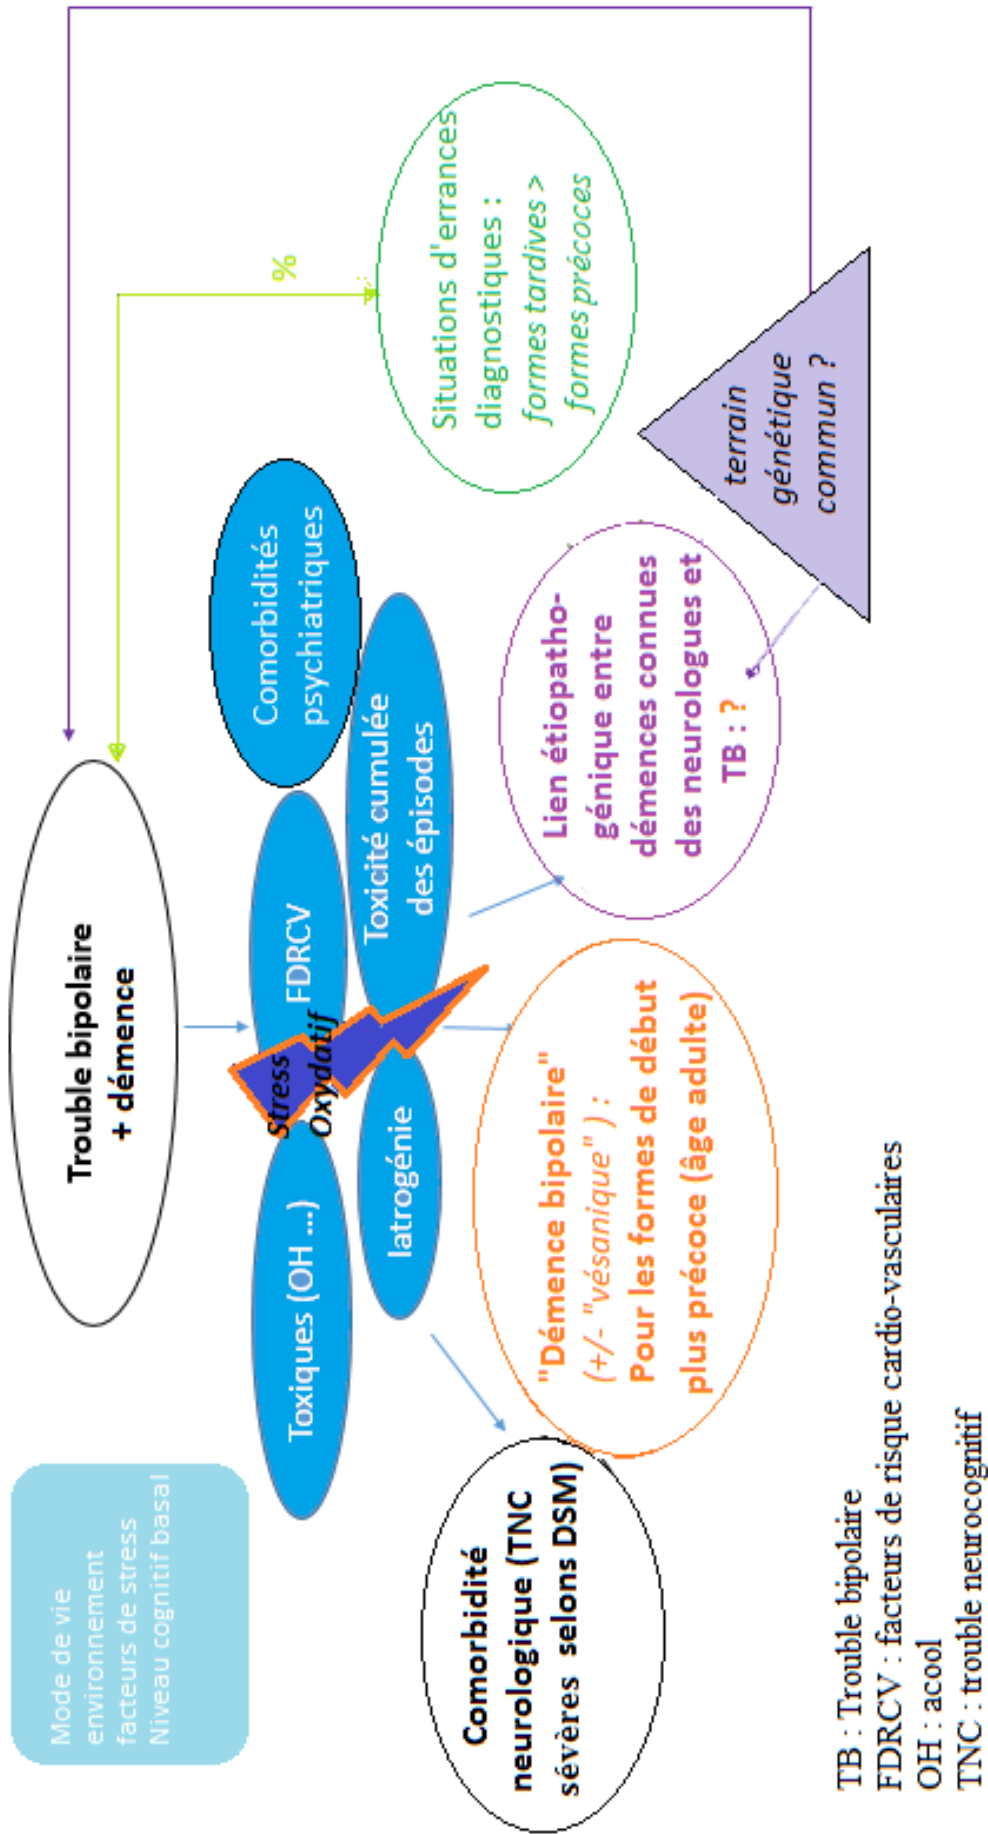 Mode de vie
environnement
facteurs de stress
Niveau cognitif basal
Trouble bipolaire
+ démence
%
Toxiques (OH ...)
Stress
Oxydatif
FDRCV
Comorbidités
psychiatriques
Iatrogénie
Toxicité cumulée
des épisodes
Situations d'errances
diagnostiques :
formes tardives >
formes précoces
Comorbidité
neurologique (TNC
sévères selons DSM)
"Démence bipolaire"
(+/- "vésanique" ) :
Pour les formes de début
plus précoce (âge adulte)
Lien étiopatho-
génique entre
démences connues
des neurologues et
TB : ?
terrain
génétique
commun ?
TB : Trouble bipolaire
FDRCV : facteurs de risque cardio-vasculaires
OH : acool
TNC : trouble neurocognitif